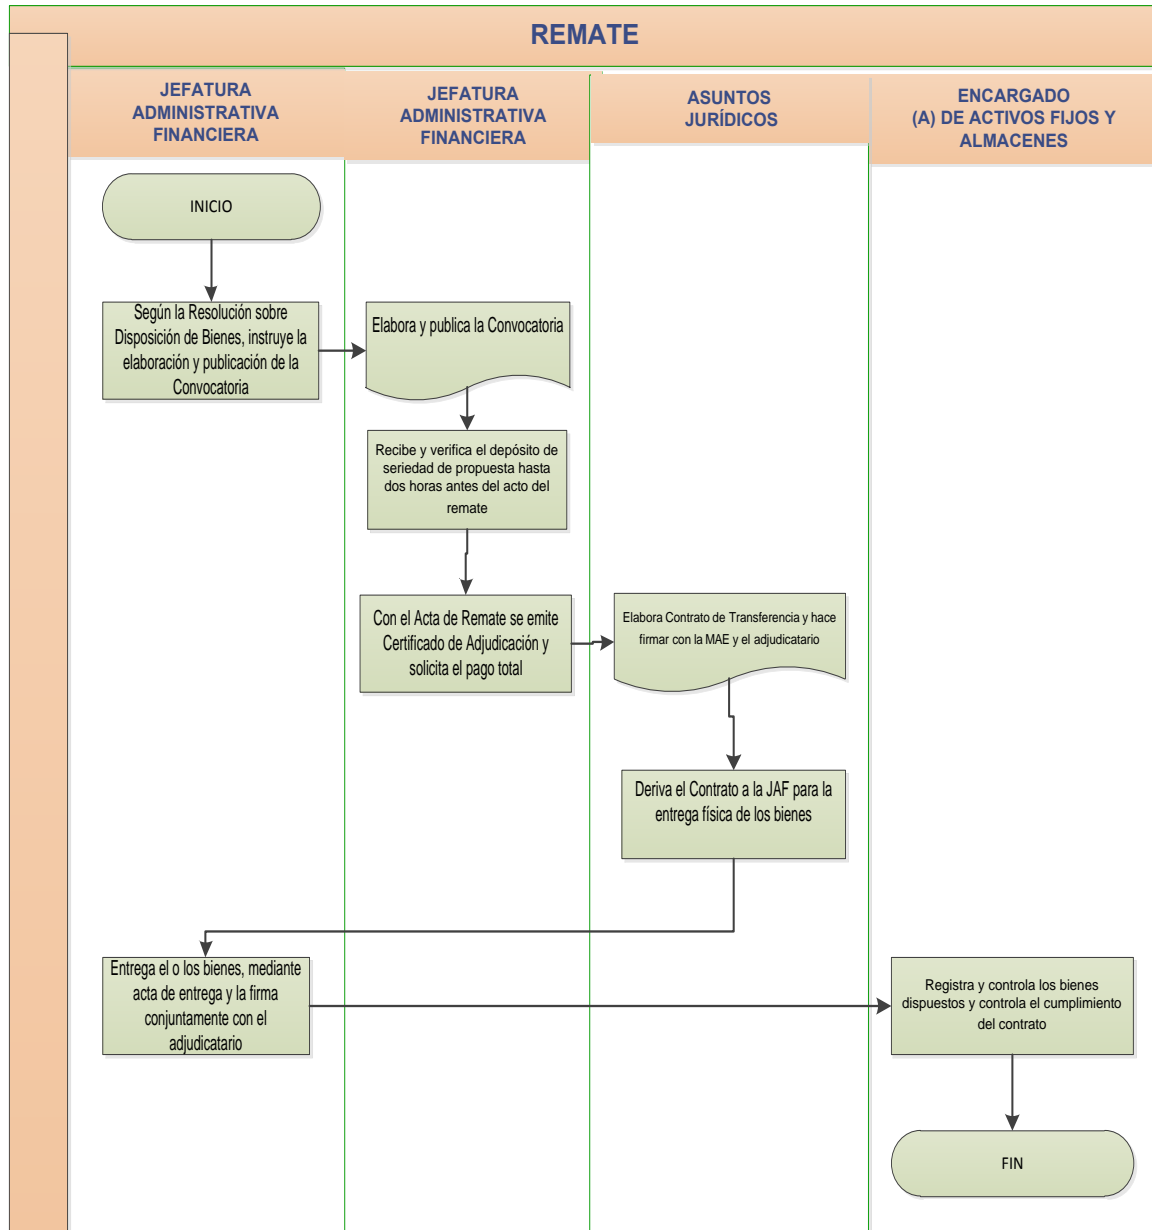 REMATE
JEFATURA
ADMINISTRATIVA
FINANCIERA
JEFATURA
ADMINISTRATIVA
FINANCIERA
ASUNTOS
JURÍDICOS
ENCARGADO
(A) DE ACTIVOS FIJOS Y
ALMACENES
INICIO
Según la Resolución sobre
Disposición de Bienes, instruye la
elaboración y publicación de la
Convocatoria
Elabora y publica la Convocatoria
Recibe y verifica el depósito de
seriedad de propuesta hasta
dos horas antes del acto del
remate
Con el Acta de Remate se emite
Certificado de Adjudicación y
solicita el pago total
Elabora Contrato de Transferencia y hace
firmar con la MAE y el adjudicatario
Deriva el Contrato a la JAF para la
entrega física de los bienes
Entrega el o los bienes, mediante
acta de entrega y la firma
conjuntamente con el
adjudicatario
Registra y controla los bienes
dispuestos y controla el cumplimiento
del contrato
FIN